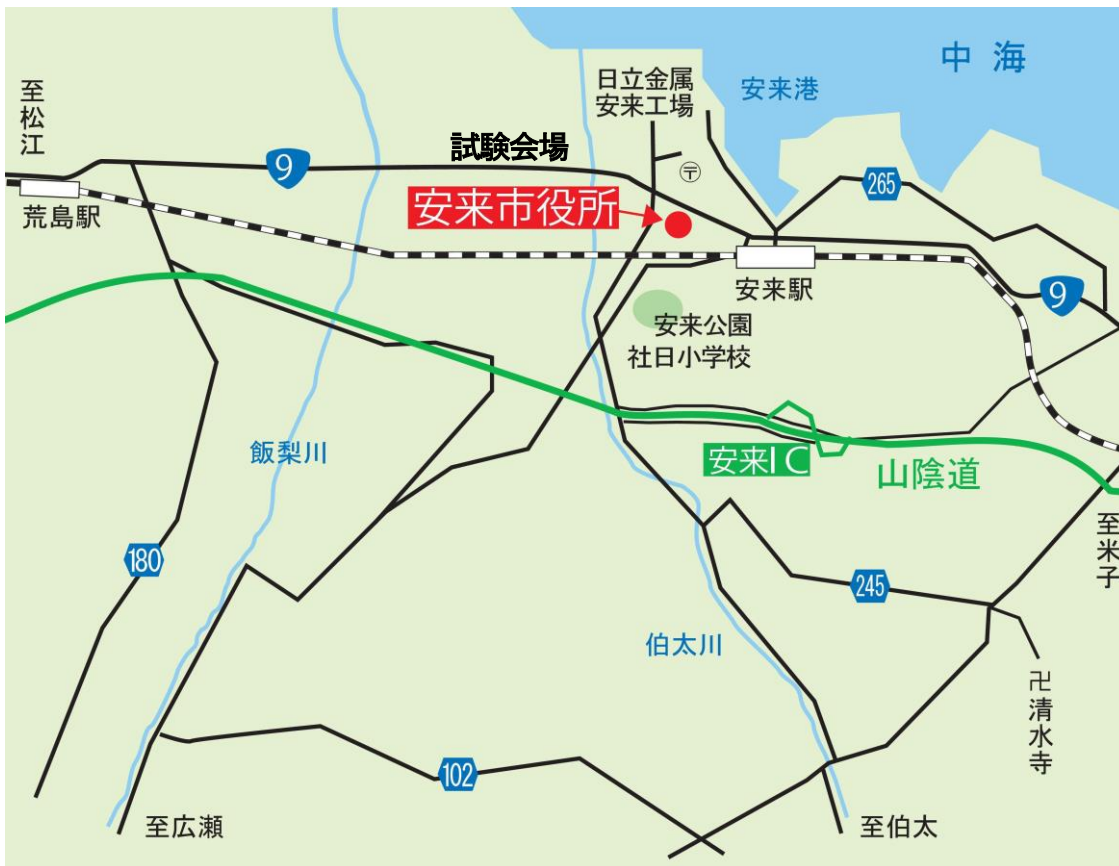 中海
安来港
日立金属
安来工場
至松江
試験会場
9
〒
265
安来市役所
荒島駅
安来駅
9
安来公園
社日小学校
飯梨川
安来IC
山陰道
至米子
180
245
伯太川
卍清水寺
102
至広瀬
至伯太